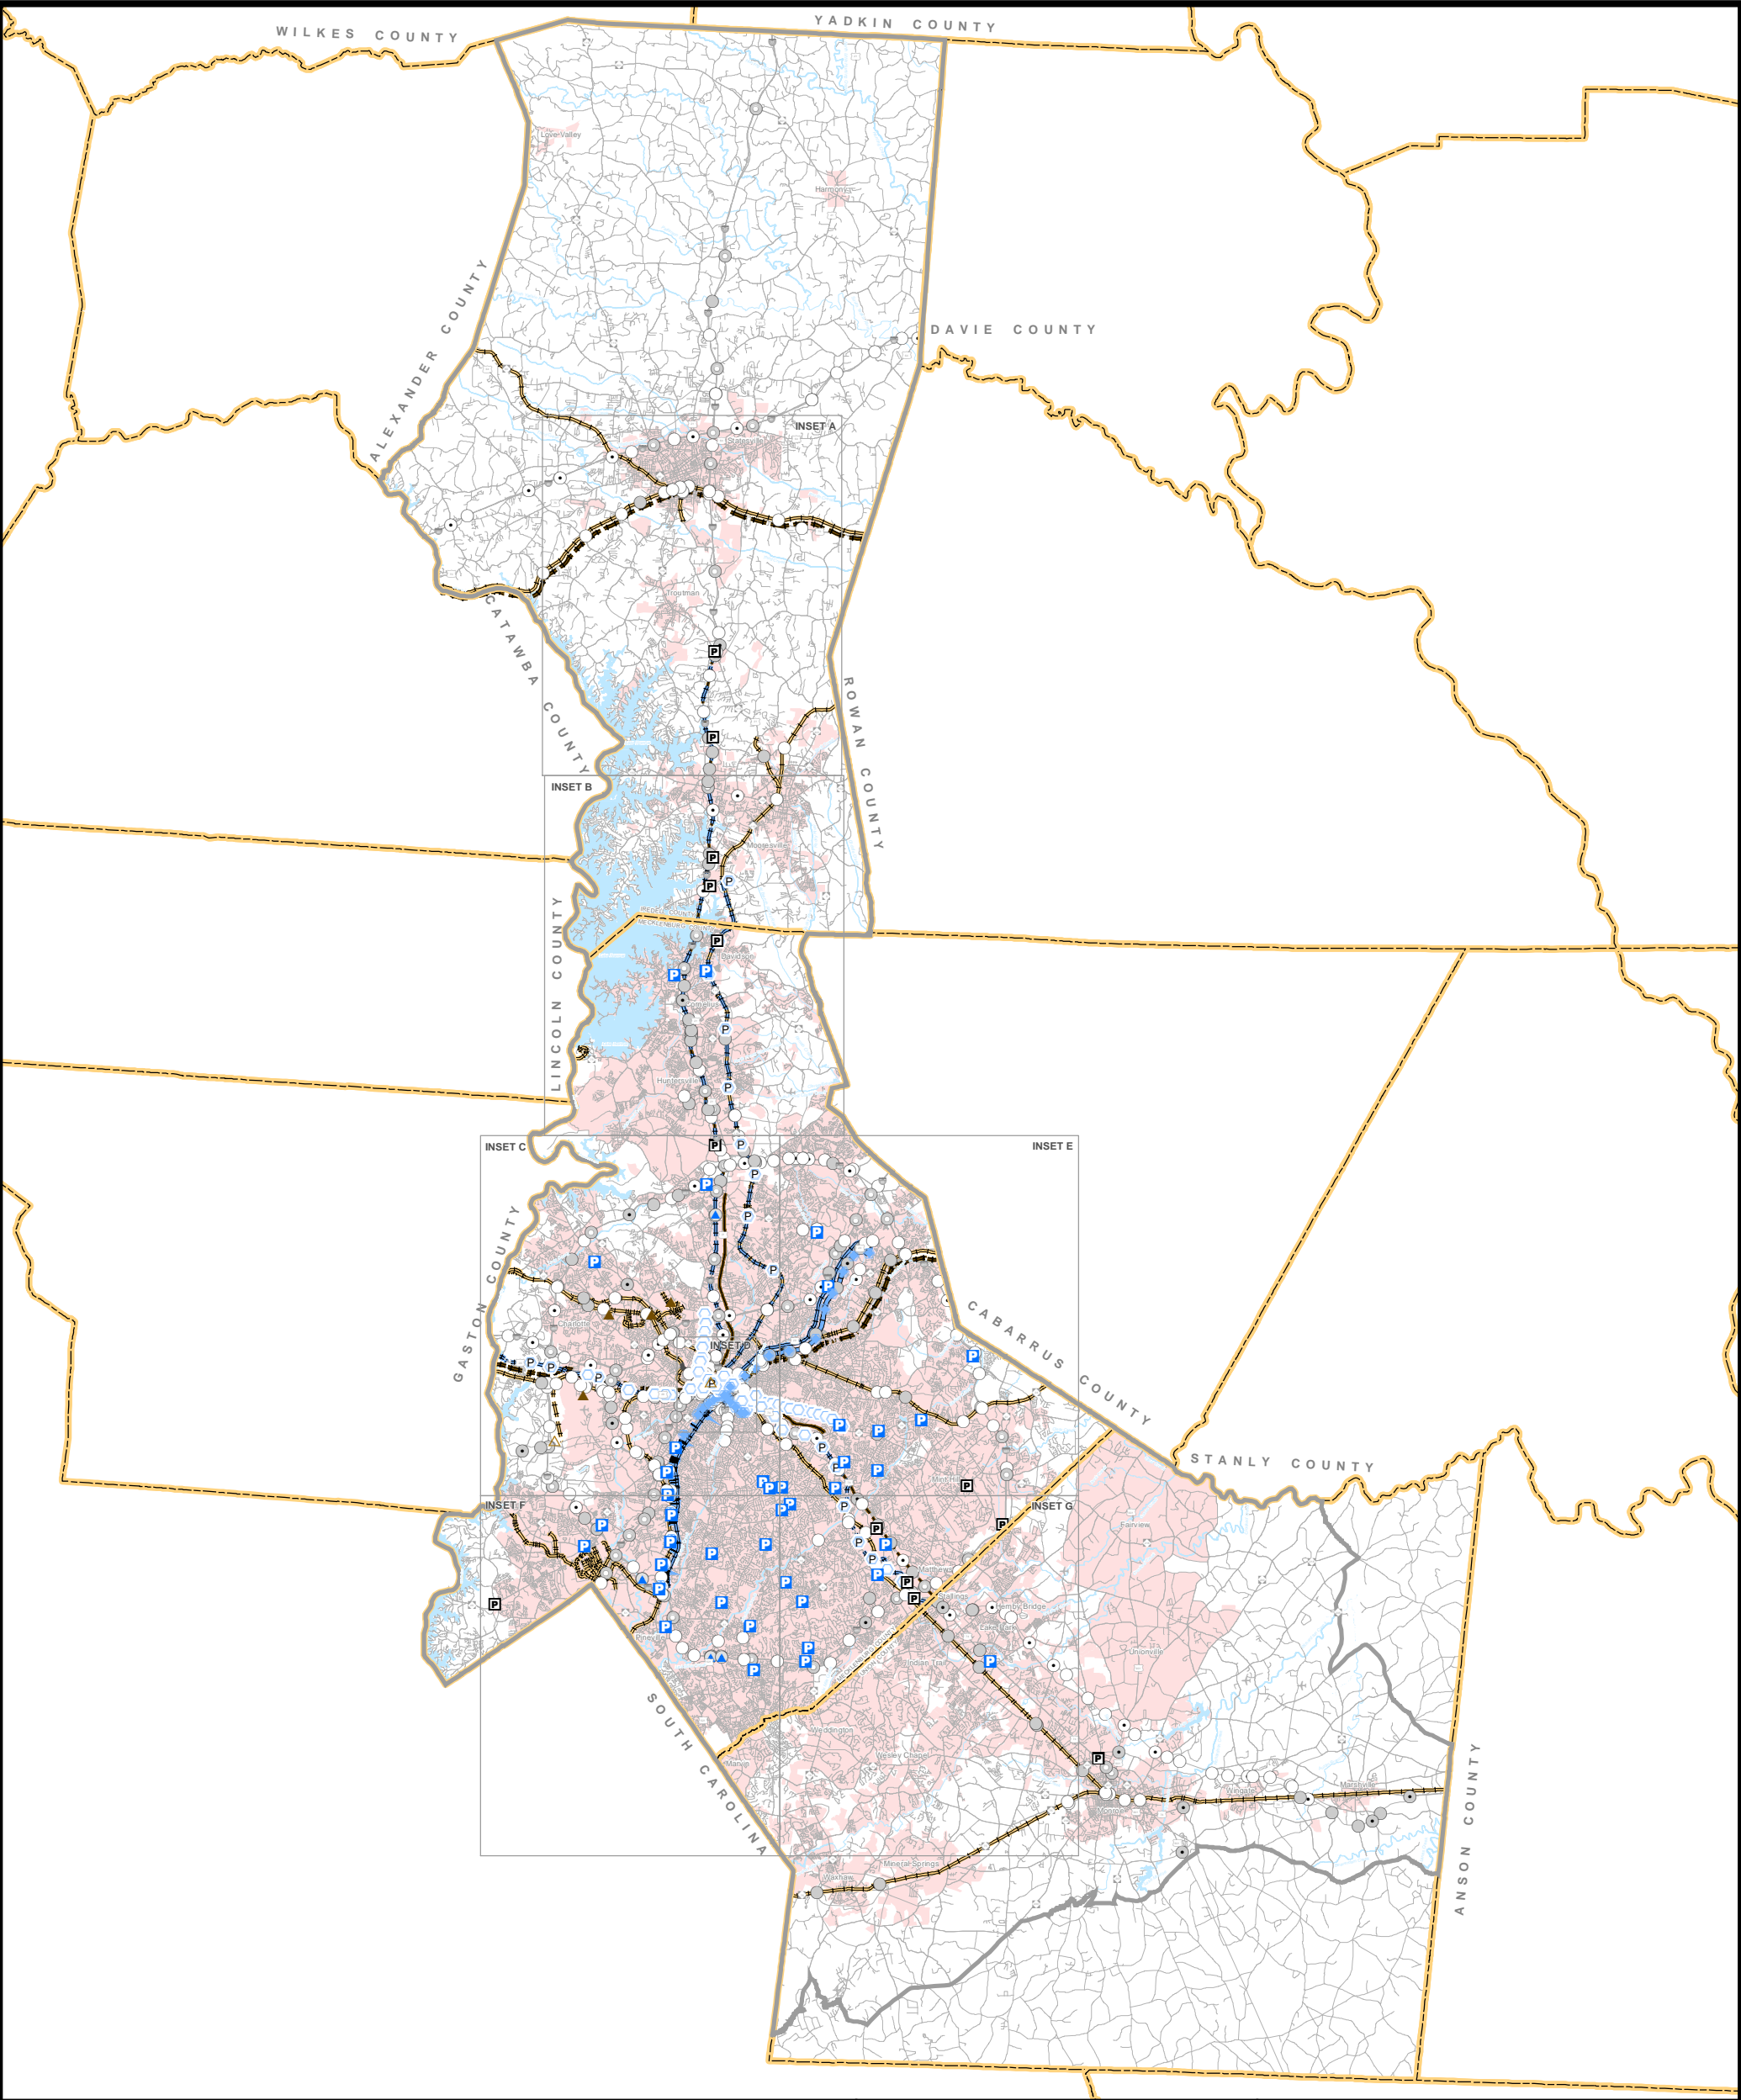 WILKES COUNTY
YADKIN COUNTY
Love Valley
Harmony
ALEXANDER COUNTY
DAVIE COUNTY
INSET A
Statesville
Troutman
CATAWBA COUNTY
ROWAN COUNTY
INSET B
Mooresville
LINCOLN COUNTY
Davidson
Huntersville
INSET C
INSET E
GASTON COUNTY
Charlotte
INSET D
CABARRUS COUNTY
STANLY COUNTY
Mint Hill
INSET F
INSET G
Fairview
Matthews
Stallings
Hemby Bridge
Lake Park
Pineville
Indian Trail
Unionville
SOUTH CAROLINA
Weddington
Wesley Chapel
Marvin
Wingate
Marshville
Monroe
ANSON COUNTY
Mineral Springs
Waxhaw